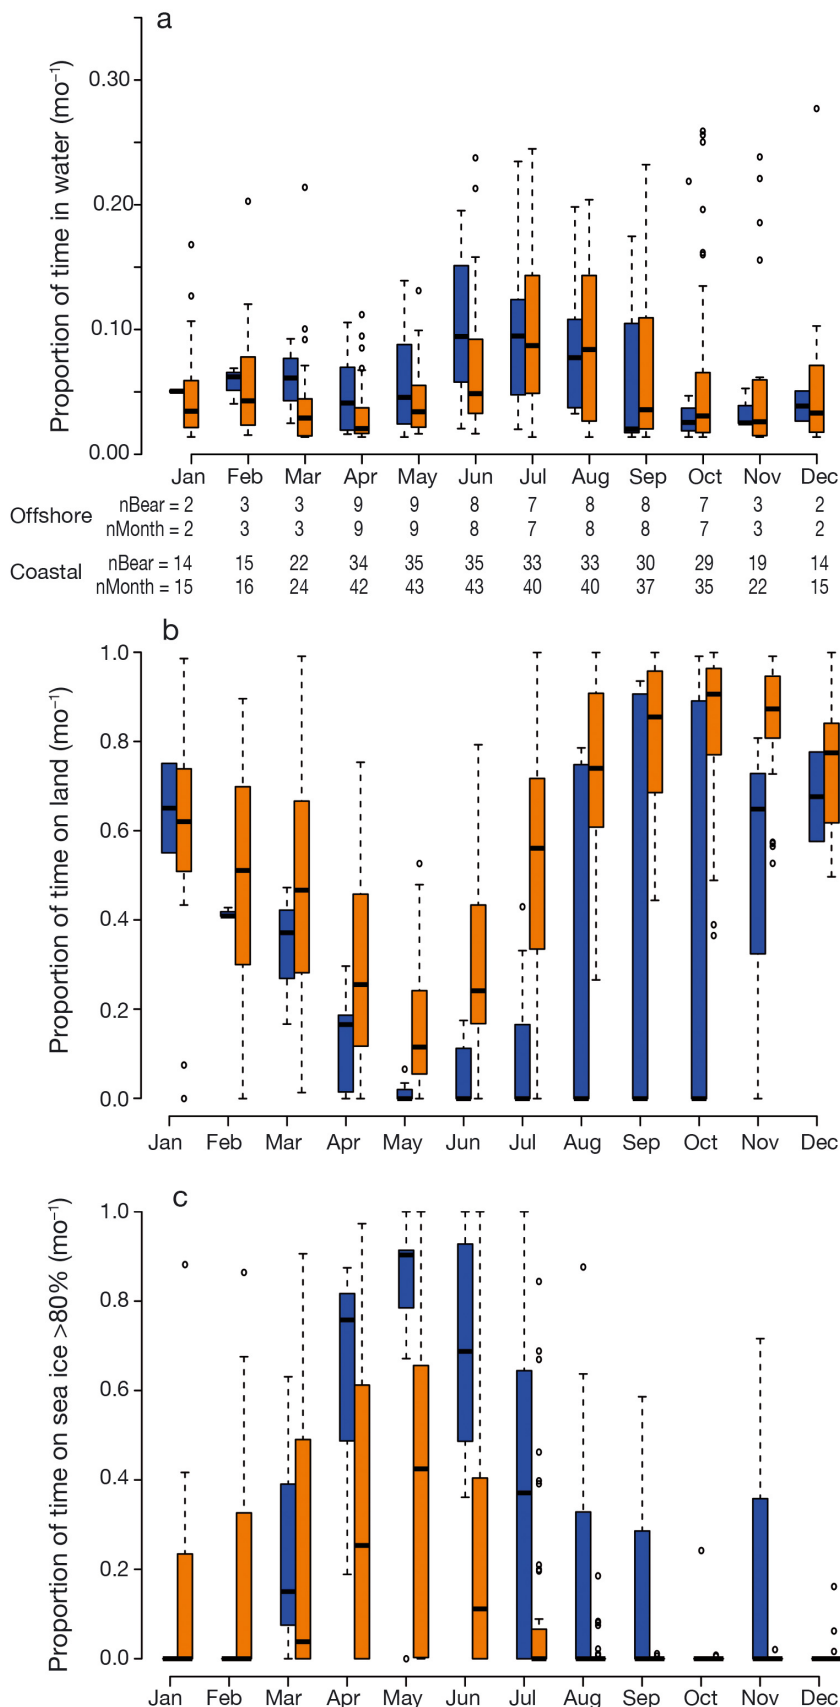 a
Proportion of time in water (mo⁻¹)
0.30
0.20
0.10
0.00
Jan Feb Mar Apr May Jun Jul Aug Sep Oct Nov Dec
Offshore
nBear = 2 3 3 9 9 8 7 8 8 7 3 2
nMonth = 2 3 3 9 9 8 7 8 8 7 3 2
Coastal
nBear = 14 15 22 34 35 35 33 33 30 29 19 14
nMonth = 15 16 24 42 43 43 40 40 37 35 22 15
b
Proportion of time on land (mo⁻¹)
1.0
0.8
0.6
0.4
0.2
0.0
Jan Feb Mar Apr May Jun Jul Aug Sep Oct Nov Dec
c
Proportion of time on sea ice >80% (mo⁻¹)
1.0
0.8
0.6
0.4
0.2
0.0
Jan Feb Mar Apr May Jun Jul Aug Sep Oct Nov Dec